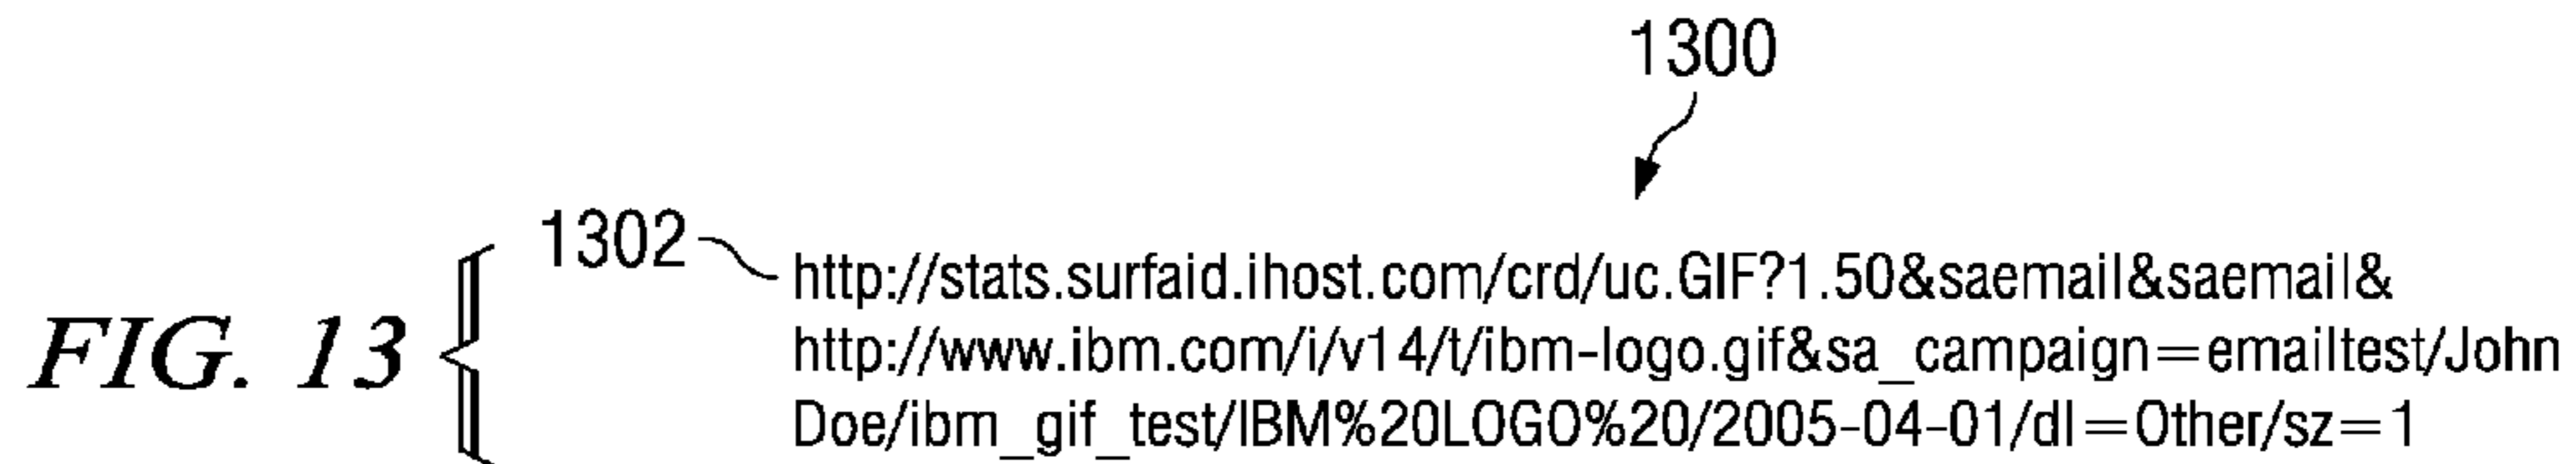 1300
1302
http://stats.surfaid.ihost.com/crd/uc.GIF?1.50&saemail&saemail&
http://www.ibm.com/i/v14/t/ibm-logo.gif&sa_campaign=emailtest/John
Doe/ibm_gif_test/IBM%20LOGO%20/2005-04-01/dl=Other/sz=1
FIG. 13